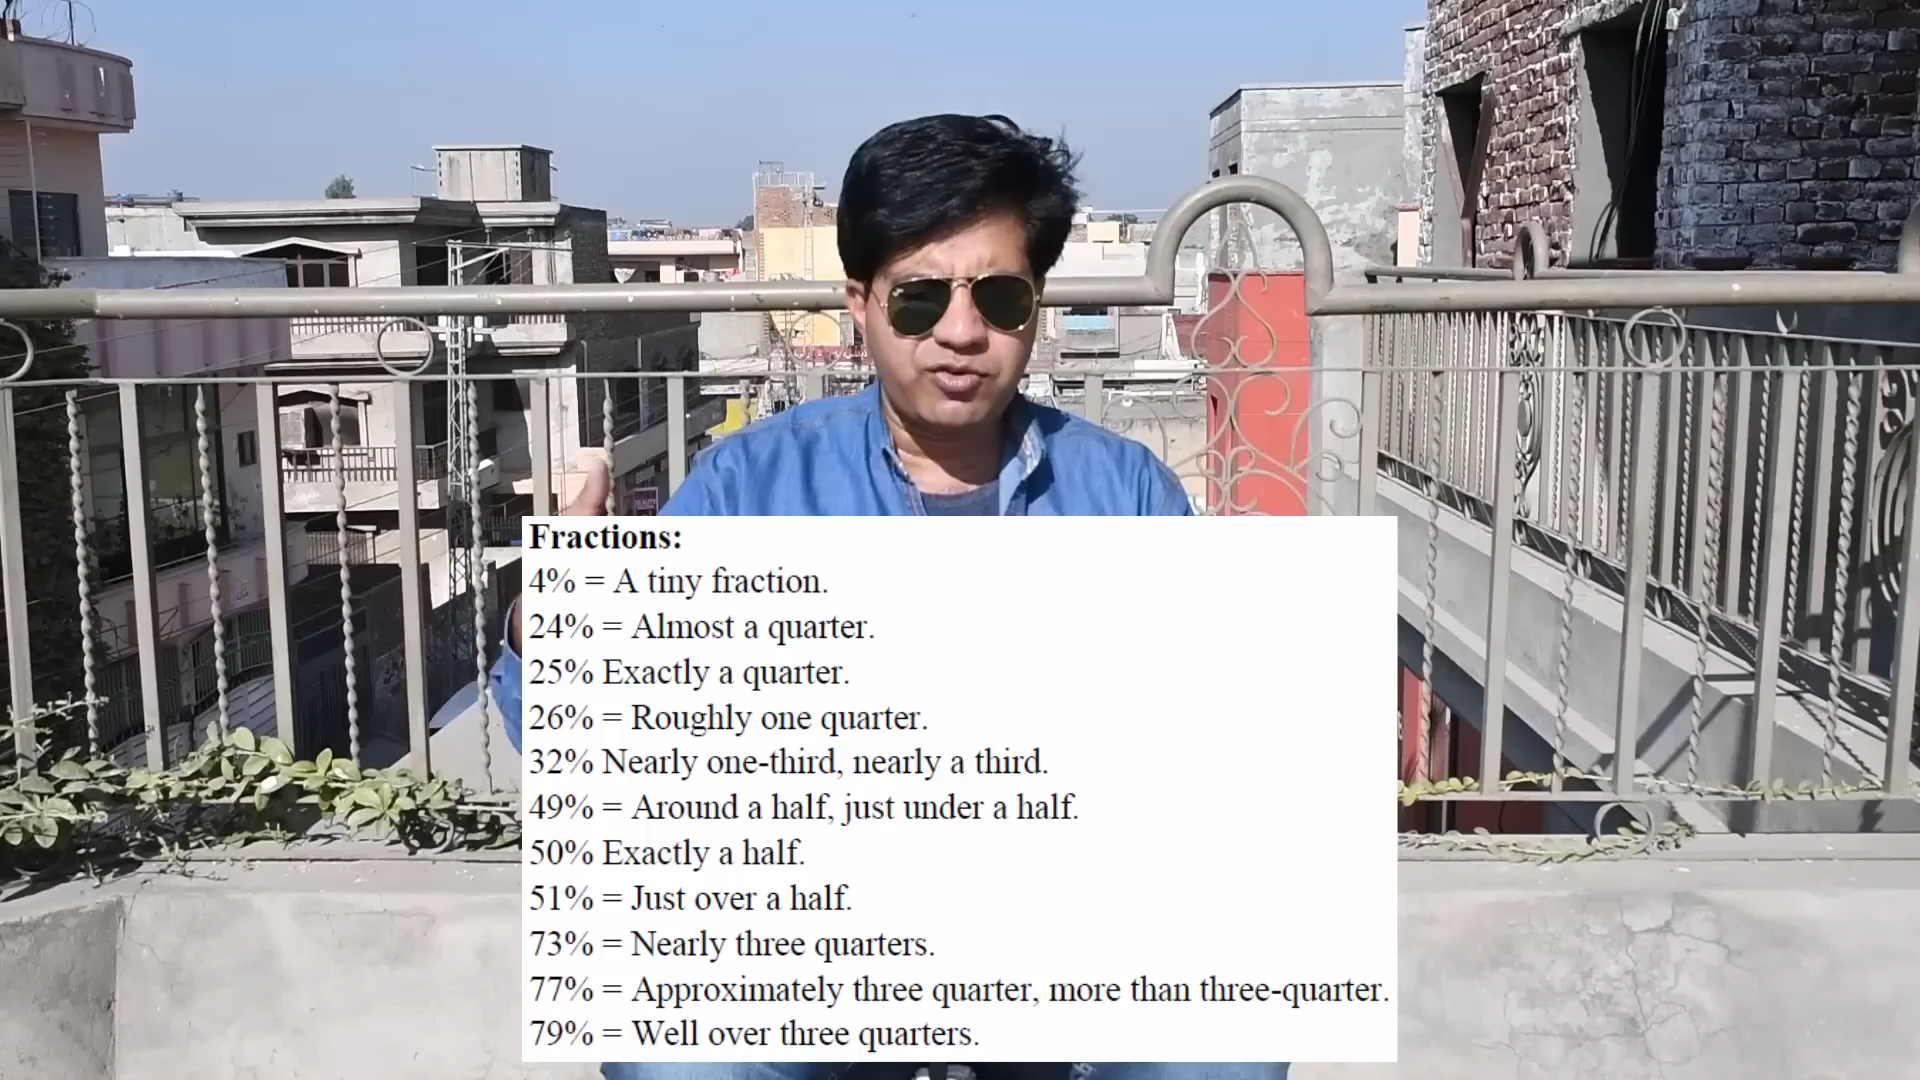 Fractions:
4% = A tiny fraction.
24% = Almost a quarter.
25% Exactly a quarter.
26% = Roughly one quarter.
32% Nearly one-third, nearly a third.
49% = Around a half, just under a half.
50% Exactly a half.
51% = Just over a half.
73% = Nearly three quarters.
77% = Approximately three quarter, more than three-quarter.
79% = Well over three quarters.